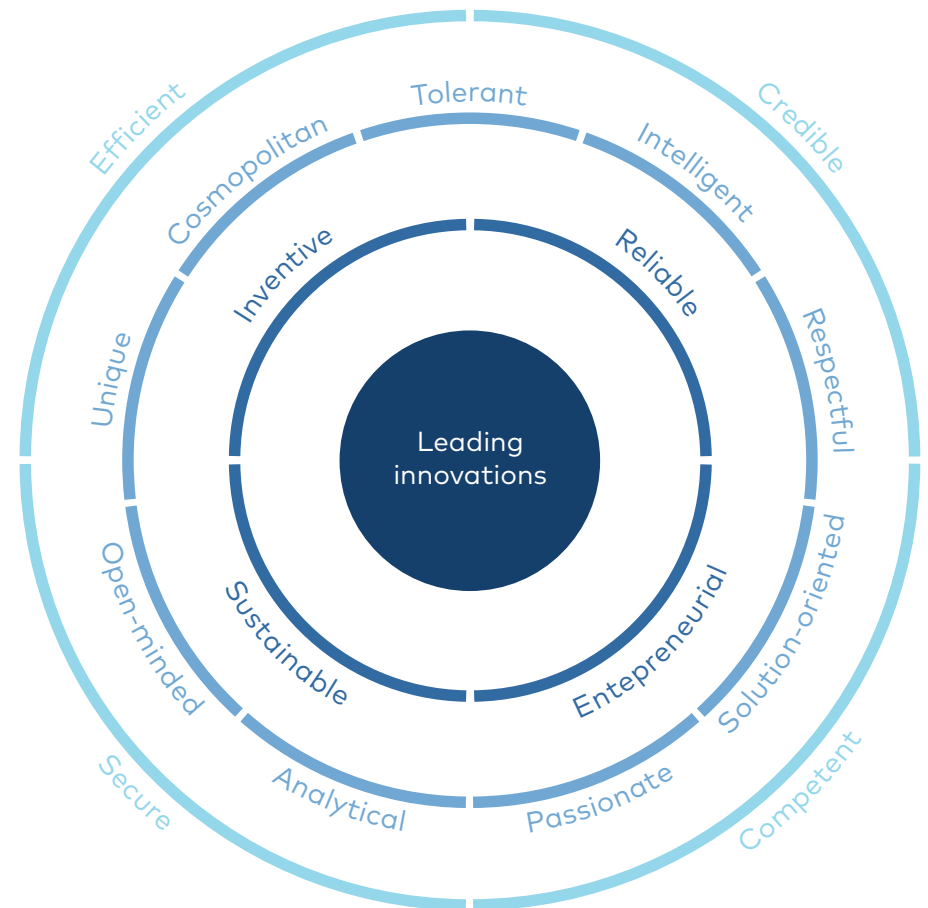 Efficient
Credible
Tolerant
Cosmopolitan
Intelligent
Inventive
Reliable
Unique
Respectful
Leading
innovations
Open-minded
Solution-oriented
Sustainable
Entepreneurial
Secure
Analytical
Passionate
Competent